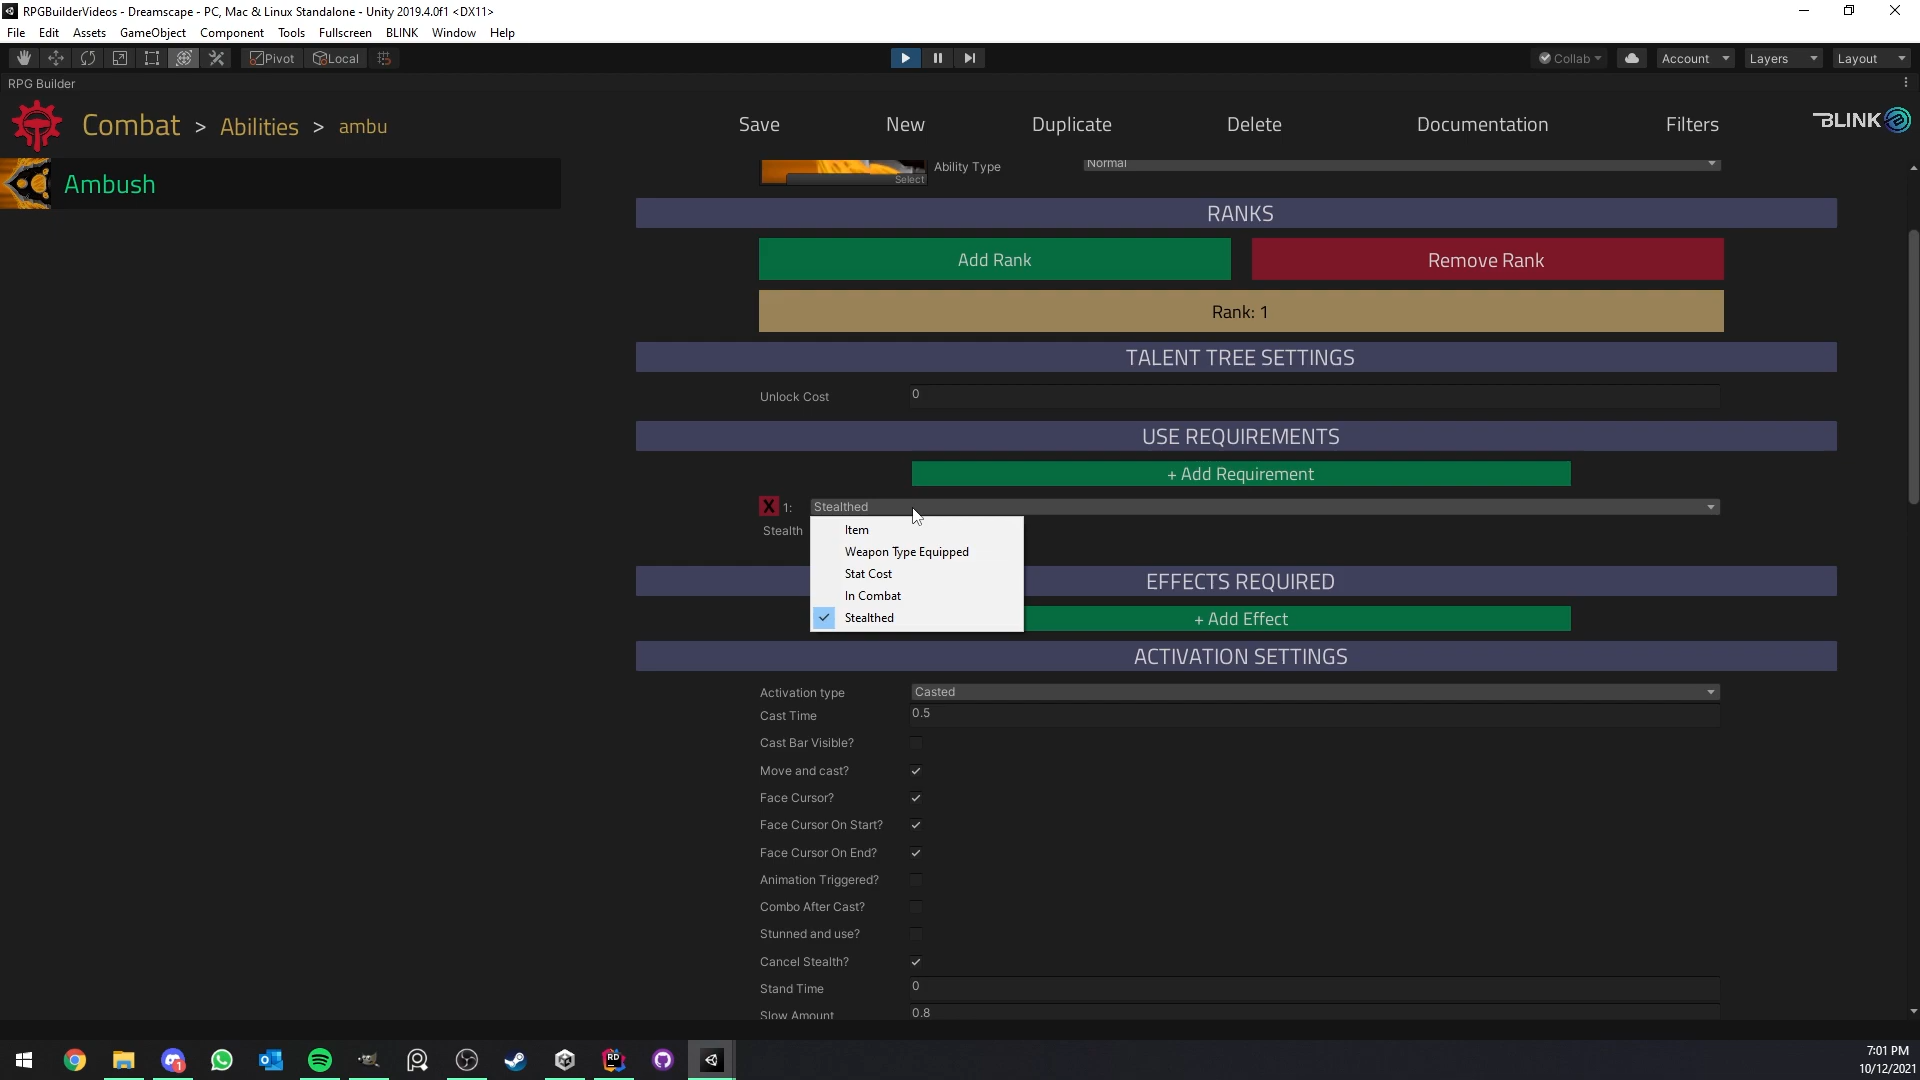 RPGBuilderVideos - Dreamscape - PC, Mac & Linux Standalone - Unity 2019.4.0f1 <DX11>
File Edit Assets GameObject Component Tools Fullscreen BLINK Window Help
Pivot Local Collab Account Layers Layout
RPG Builder
Combat > Abilities > ambu Save New Duplicate Delete Documentation Filters BLINK
Ambush
Select Ability Type Normal
RANKS
Add Rank Remove Rank
Rank: 1
TALENT TREE SETTINGS
Unlock Cost 0
USE REQUIREMENTS
+ Add Requirement
X 1: Stealthed
Stealth
Item
Weapon Type Equipped
Stat Cost
In Combat
Stealthed
EFFECTS REQUIRED
+ Add Effect
ACTIVATION SETTINGS
Activation type Casted
Cast Time 0.5
Cast Bar Visible?
Move and cast?
Face Cursor?
Face Cursor On Start?
Face Cursor On End?
Animation Triggered?
Combo After Cast?
Stunned and use?
Cancel Stealth?
Stand Time 0
Slow Amount 0.8
RD
7:01 PM
10/12/2021